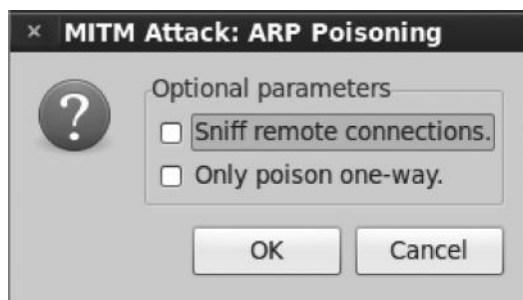 × MITM Attack: ARP Poisoning
?
Optional parameters
Sniff remote connections.
Only poison one-way.
OK Cancel